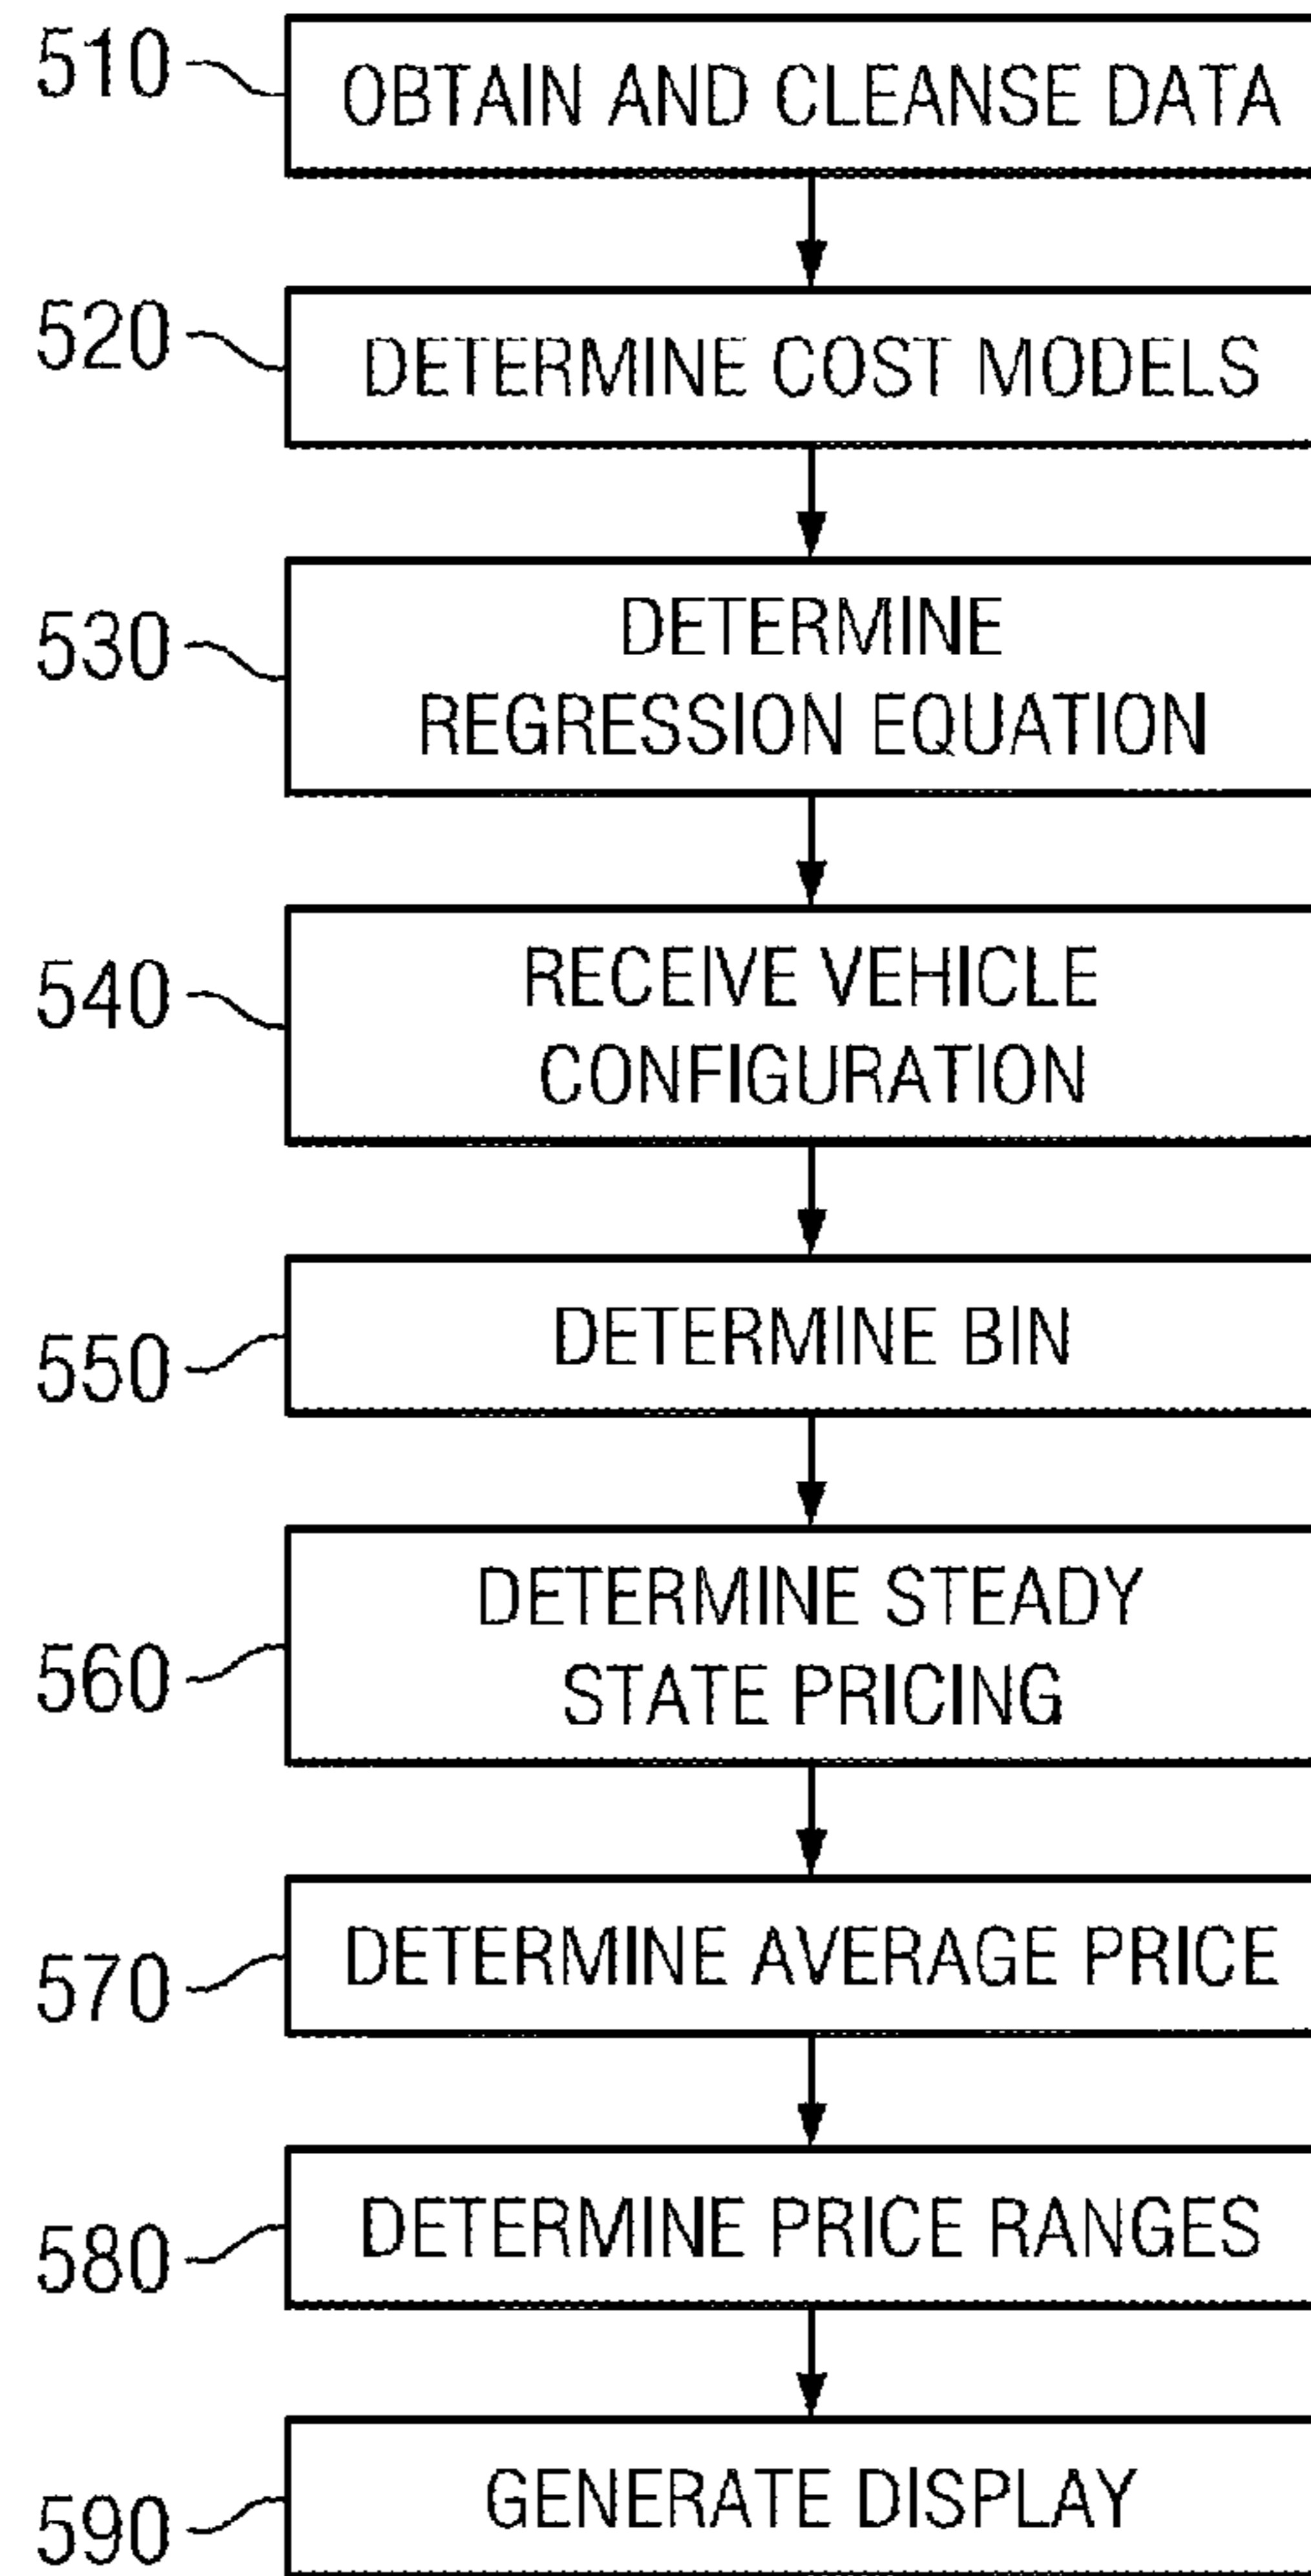 510
OBTAIN AND CLEANSE DATA
520
DETERMINE COST MODELS
530
DETERMINE
REGRESSION EQUATION
540
RECEIVE VEHICLE
CONFIGURATION
550
DETERMINE BIN
560
DETERMINE STEADY
STATE PRICING
570
DETERMINE AVERAGE PRICE
580
DETERMINE PRICE RANGES
590
GENERATE DISPLAY